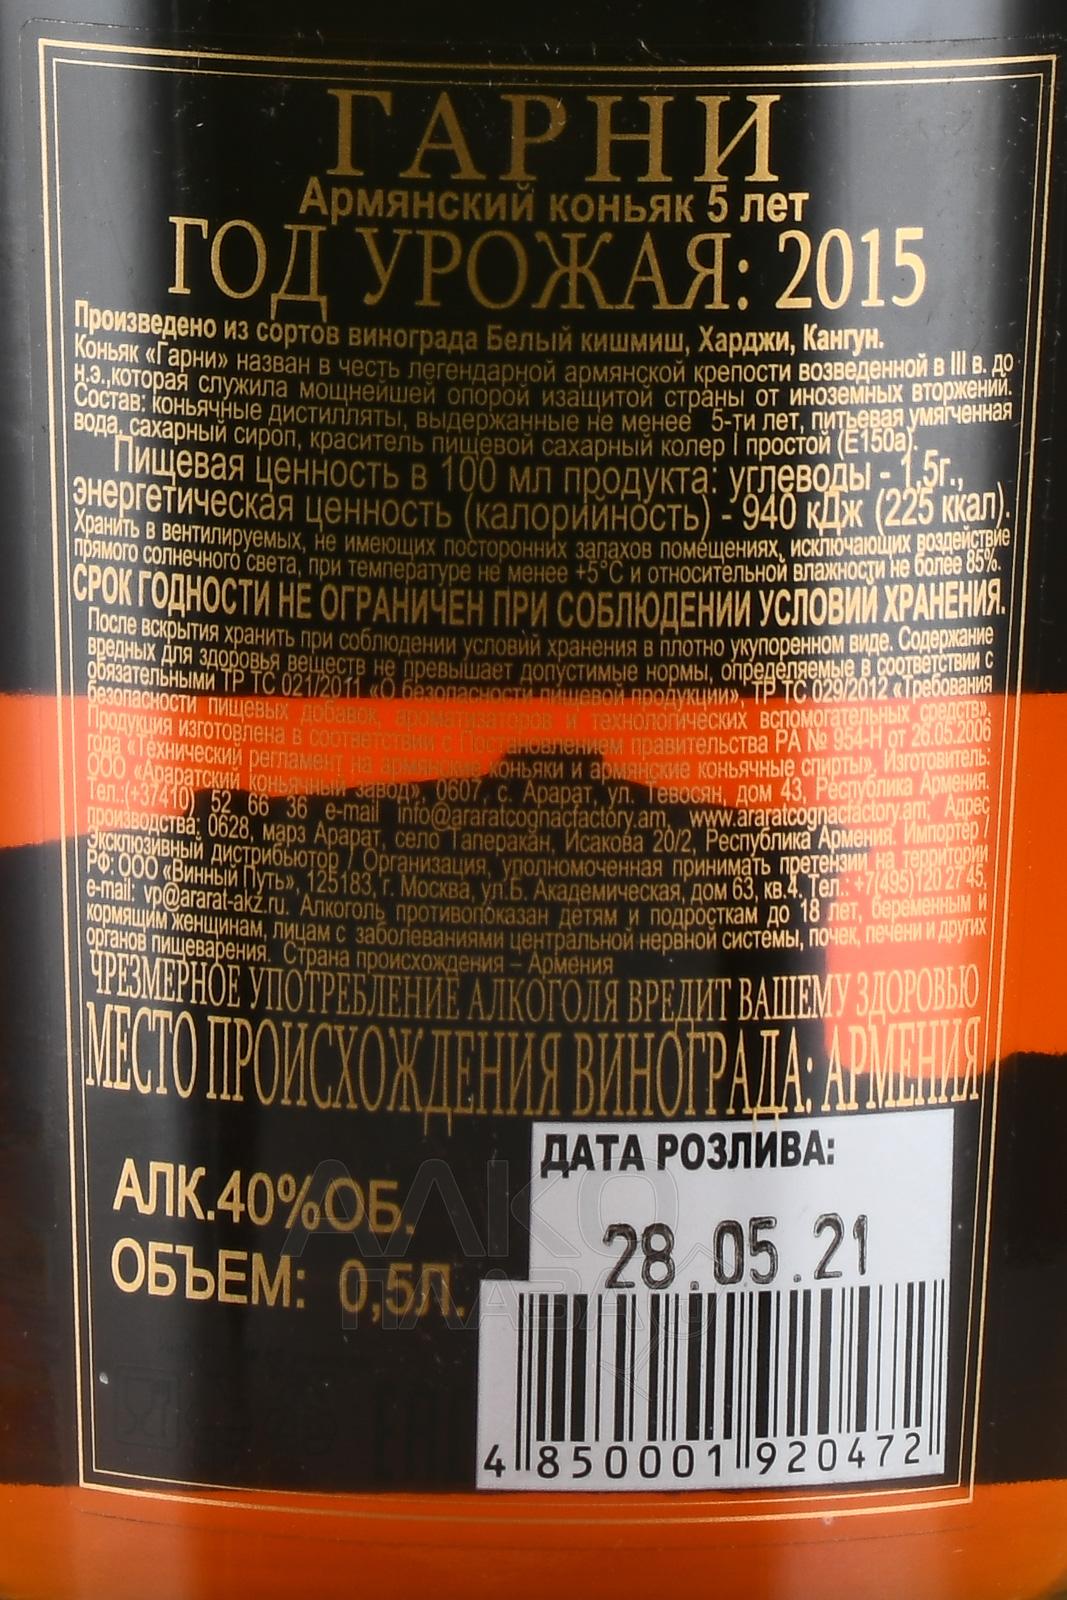 ГАРНИ
Армянский коньяк 5 лет
ГОД УРОЖАЯ: 2015
Произведено из сортов винограда Белый кишмиш, Харджи, Кангун.
Коньяк «Гарни» назван в честь легендарной армянской крепости возведенной в III в. до
н.э.,которая служила мощнейшей опорой изащитой страны от иноземных вторжений.
Состав: коньячные дистилляты, выдержанные не менее 5-ти лет, питьевая умягченная
вода, сахарный сироп, краситель пищевой сахарный колер I простой (E150a).
Пищевая ценность в 100 мл продукта: углеводы - 1,5г.,
энергетическая ценность (калорийность) - 940 кДж (225 ккал).
Хранить в вентилируемых, не имеющих посторонних запахов помещениях, исключающих воздействие
прямого солнечного света, при температуре не менее +5°С и относительной влажности не более 85%.
СРОК ГОДНОСТИ НЕ ОГРАНИЧЕН ПРИ СОБЛЮДЕНИИ УСЛОВИЙ ХРАНЕНИЯ.
После вскрытия хранить при соблюдении условий хранения в плотно укупоренном виде. Содержание
вредных для здоровья веществ не превышает допустимые нормы, определяемые в соответствии с
обязательными ТР ТС 021/2011 «О безопасности пищевой продукции», ТР ТС 029/2012 «Требования
безопасности пищевых добавок, ароматизаторов и технологических вспомогательных средств».
Продукция изготовлена в соответствии с Постановлением правительства РА № 954-Н от 26.05.2006
года «Технический регламент на армянские коньяки и армянские коньячные спирты», Изготовитель:
ООО «Араратский коньячный завод», 0607, с. Арарат, ул. Тевосян, дом 43, Республика Армения.
Тел.:(+37410) 52 66 36 e-mail info@araratcognacfactory.am, www.araratcognacfactory.am; Адрес
производства: 0628, марз Арарат, село Таперакан, Исакова 20/2, Республика Армения. Импортер /
Эксклюзивный дистрибьютор / Организация, уполномоченная принимать претензии на территории
РФ: ООО «Винный Путь», 125183, г. Москва, ул.Б. Академическая, дом 63, кв.4. Тел.: +7(495)120 27 45,
e-mail: vp@ararat-akz.ru. Алкоголь противопоказан детям и подросткам до 18 лет, беременным и
кормящим женщинам, лицам с заболеваниями центральной нервной системы, почек, печени и других
органов пищеварения. Страна происхождения – Армения
ЧРЕЗМЕРНОЕ УПОТРЕБЛЕНИЕ АЛКОГОЛЯ ВРЕДИТ ВАШЕМУ ЗДОРОВЬЮ
МЕСТО ПРОИСХОЖДЕНИЯ ВИНОГРАДА: АРМЕНИЯ
АЛК.40%ОБ.
ОБЪЕМ: 0,5Л.
ДАТА РОЗЛИВА:
28.05.21
4 850001 920472
АЛКО
ПЛАВА